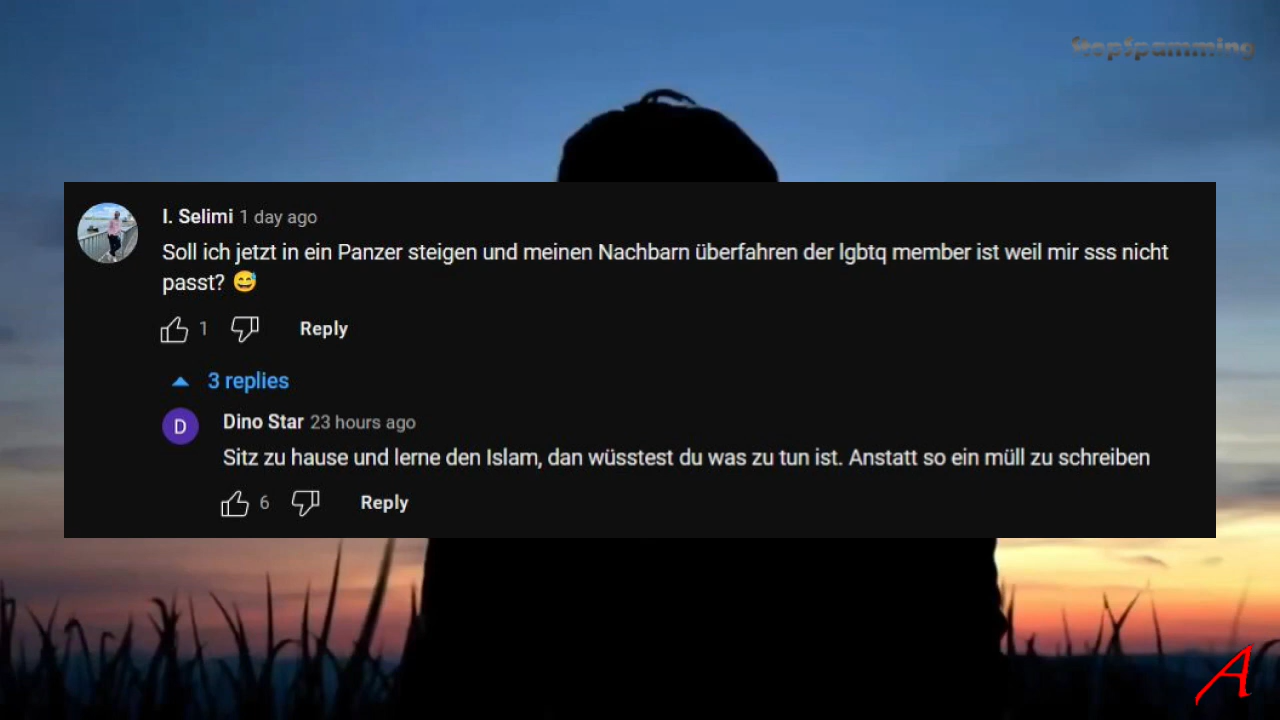 StopSpamming
I. Selimi 1 day ago
Soll ich jetzt in ein Panzer steigen und meinen Nachbarn überfahren der lgbtq member ist weil mir sss nicht
passt? 😅
1 Reply
3 replies
D
Dino Star 23 hours ago
Sitz zu hause und lerne den Islam, dan wüsstest du was zu tun ist. Anstatt so ein müll zu schreiben
6 Reply
A